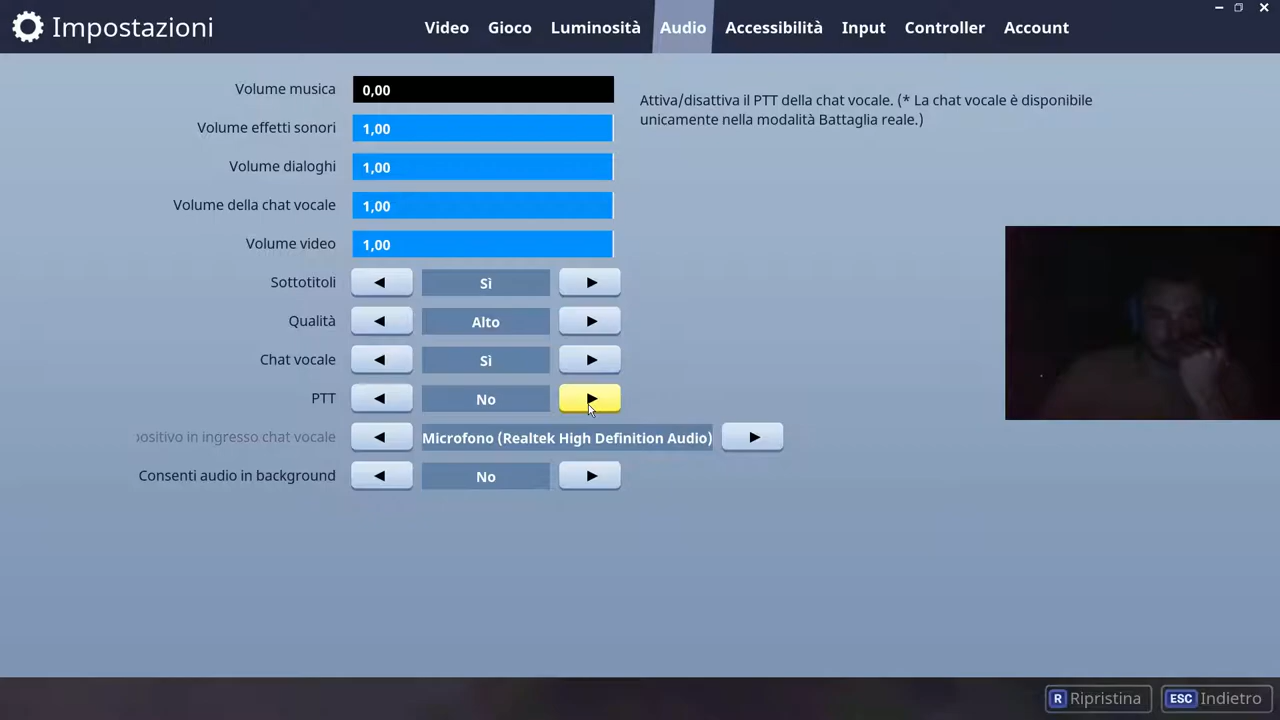 Impostazioni
Video Gioco Luminosità Audio Accessibilità Input Controller Account
Volume musica 0,00
Attiva/disattiva il PTT della chat vocale. (* La chat vocale è disponibile
unicamente nella modalità Battaglia reale.)
Volume effetti sonori 1,00
Volume dialoghi 1,00
Volume della chat vocale 1,00
Volume video 1,00
Sottotitoli Sì
Qualità Alto
Chat vocale Sì
PTT No
positivo in ingresso chat vocale Microfono (Realtek High Definition Audio)
Consenti audio in background No
R Ripristina ESC Indietro